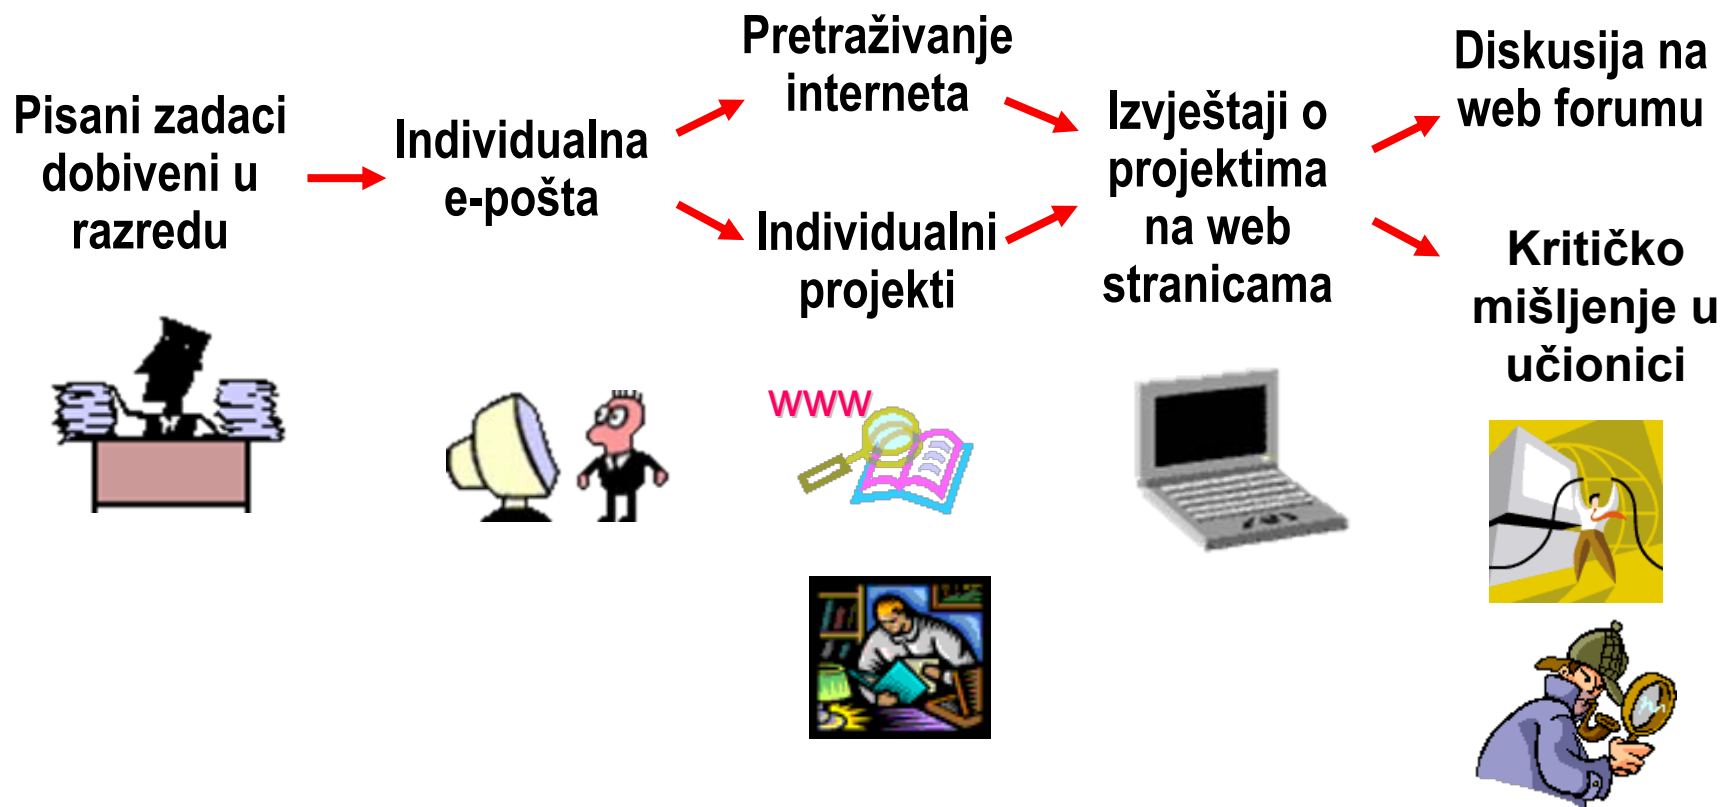 Pisani zadaci
dobiveni u
razredu
Individualna
e-pošta
Pretraživanje
interneta
Individualni
projekti
Izvještaji o
projektima
na web
stranicama
Diskusija na
web forumu
Kritičko
mišljenje u
učionici
www